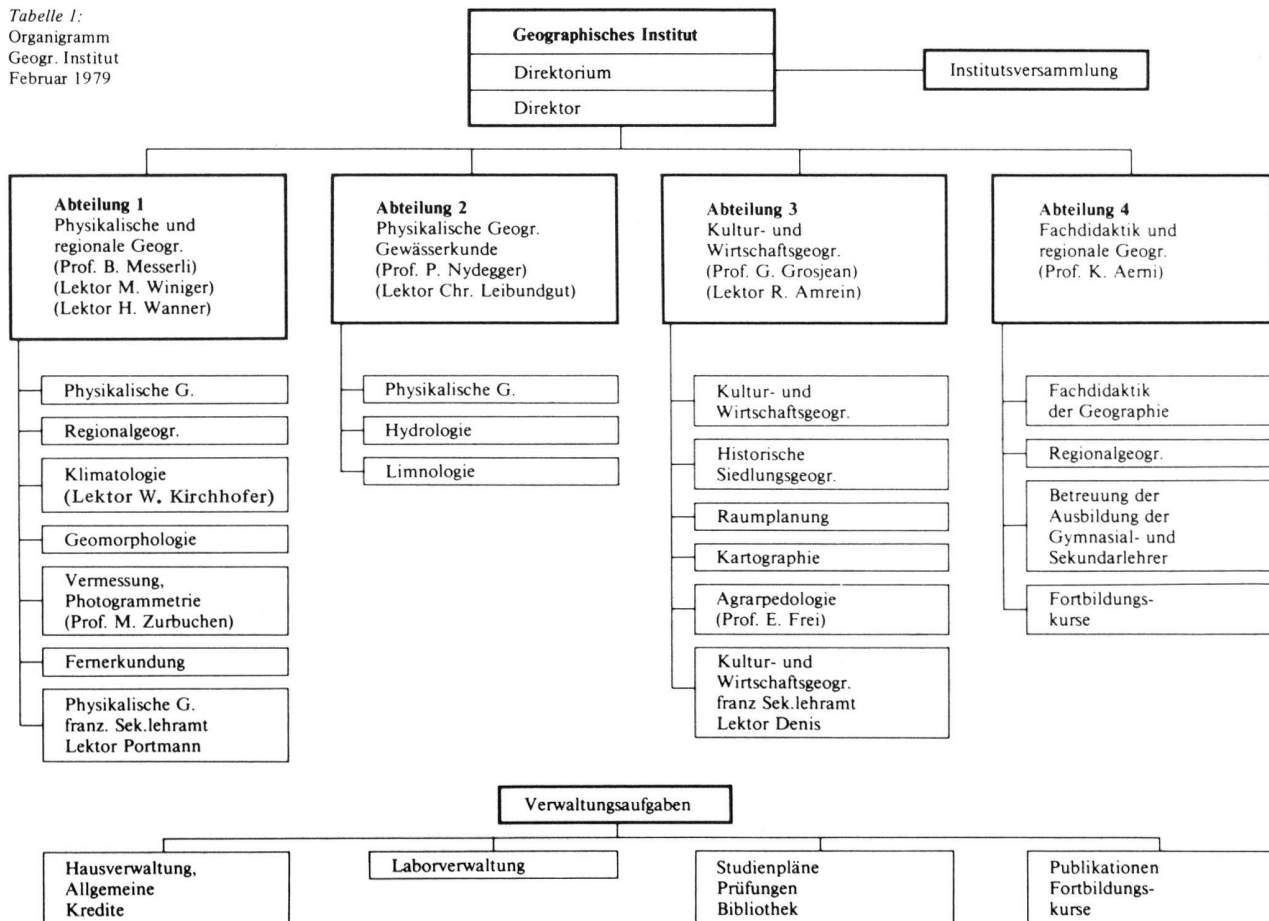 Tabelle 1:
Organigramm
Geogr. Institut
Februar 1979
Geographisches Institut
Direktorium
Direktor
Institutsversammlung
Abteilung 1
Physikalische und
regionale Geogr.
(Prof. B. Messerli)
(Lektor M. Winiger)
(Lektor H. Wanner)
Physikalische G.
Regionalgeogr.
Klimatologie
(Lektor W. Kirchhofer)
Geomorphologie
Vermessung,
Photogrammetrie
(Prof. M. Zurbuchen)
Fernerkundung
Physikalische G.
franz. Sek.lehramt
Lektor Portmann
Abteilung 2
Physikalische Geogr.
Gewässerkunde
(Prof. P. Nydegger)
(Lektor Chr. Leibundgut)
Physikalische G.
Hydrologie
Limnologie
Abteilung 3
Kultur- und
Wirtschaftsgeogr.
(Prof. G. Grosjean)
(Lektor R. Amrein)
Kultur- und
Wirtschaftsgeogr.
Historische
Siedlungsgeogr.
Raumplanung
Kartographie
Agrarpedologie
(Prof. E. Frei)
Kultur- und
Wirtschaftsgeogr.
franz Sek.lehramt
Lektor Denis
Abteilung 4
Fachdidaktik und
regionale Geogr.
(Prof. K. Aerni)
Fachdidaktik
der Geographie
Regionalgeogr.
Betreuung der
Ausbildung der
Gymnasial- und
Sekundarlehrer
Fortbildungs-
kurse
Verwaltungsaufgaben
Hausverwaltung,
Allgemeine
Kredite
Laborverwaltung
Studienpläne
Prüfungen
Bibliothek
Publikationen
Fortbildungs-
kurse